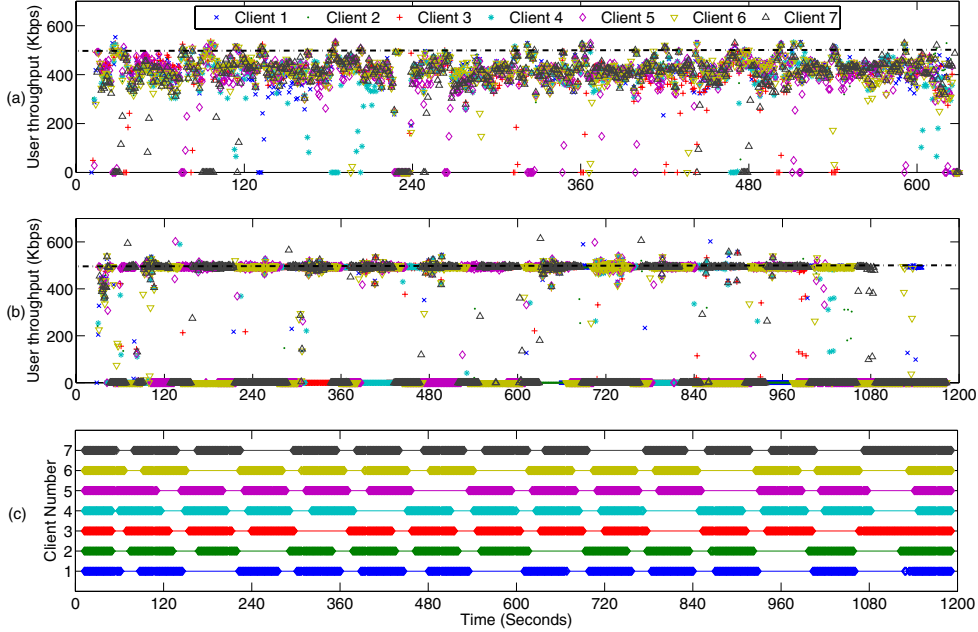 Client 1 Client 2 Client 3 Client 4 Client 5 Client 6 Client 7
(a)
User throughput (Kbps)
600
400
200
0
0 120 240 360 480 600
(b)
User throughput (Kbps)
600
400
200
0
0 120 240 360 480 600 720 840 960 1080 1200
(c)
Client Number
7
6
5
4
3
2
1
0 120 240 360 480 600 720 840 960 1080 1200
Time (Seconds)